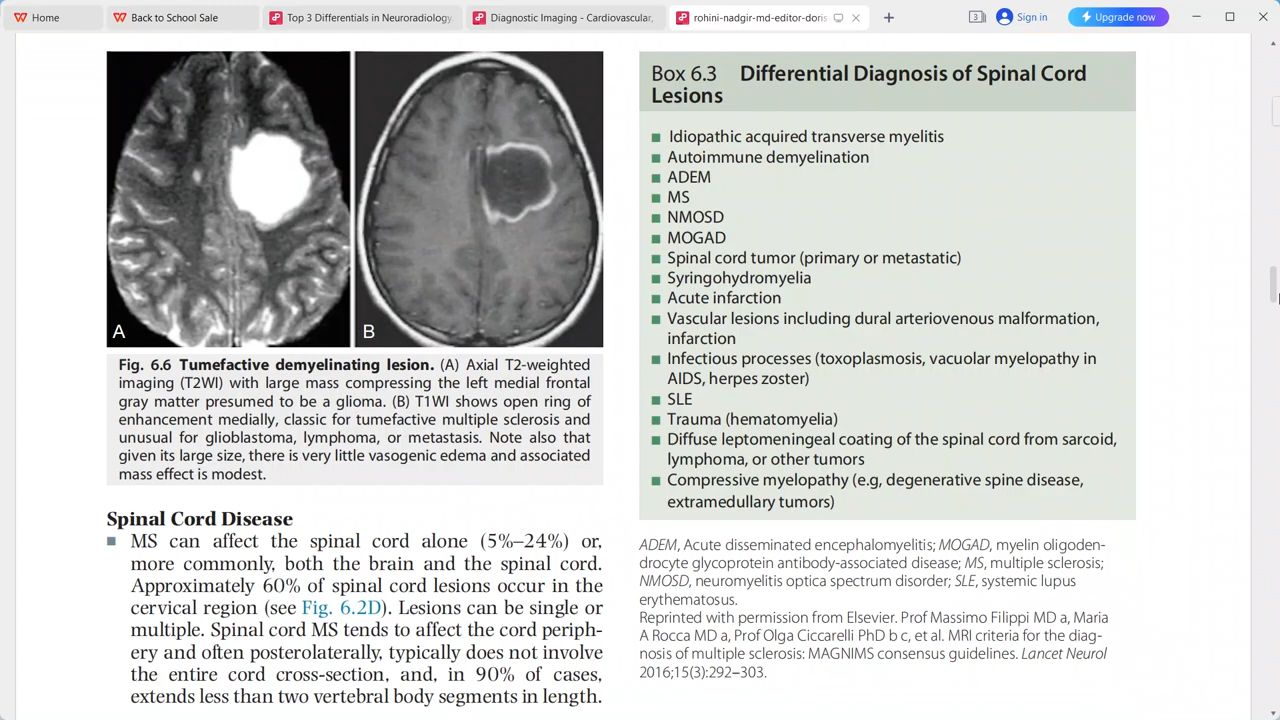 Home
Back to School Sale
Top 3 Differentials in Neuroradiology
Diagnostic Imaging - Cardiovascular,
rohini-nadgir-md-editor-doris
3
Sign in
Upgrade now
A
B
Fig. 6.6 Tumefactive demyelinating lesion. (A) Axial T2-weighted
imaging (T2WI) with large mass compressing the left medial frontal
gray matter presumed to be a glioma. (B) T1WI shows open ring of
enhancement medially, classic for tumefactive multiple sclerosis and
unusual for glioblastoma, lymphoma, or metastasis. Note also that
given its large size, there is very little vasogenic edema and associated
mass effect is modest.
Spinal Cord Disease
MS can affect the spinal cord alone (5%–24%) or,
more commonly, both the brain and the spinal cord.
Approximately 60% of spinal cord lesions occur in the
cervical region (see Fig. 6.2D). Lesions can be single or
multiple. Spinal cord MS tends to affect the cord periph-
ery and often posterolaterally, typically does not involve
the entire cord cross-section, and, in 90% of cases,
extends less than two vertebral body segments in length.
Box 6.3 Differential Diagnosis of Spinal Cord
Lesions
Idiopathic acquired transverse myelitis
Autoimmune demyelination
ADEM
MS
NMOSD
MOGAD
Spinal cord tumor (primary or metastatic)
Syringohydromyelia
Acute infarction
Vascular lesions including dural arteriovenous malformation,
infarction
Infectious processes (toxoplasmosis, vacuolar myelopathy in
AIDS, herpes zoster)
SLE
Trauma (hematomyelia)
Diffuse leptomeningeal coating of the spinal cord from sarcoid,
lymphoma, or other tumors
Compressive myelopathy (e.g, degenerative spine disease,
extramedullary tumors)
ADEM, Acute disseminated encephalomyelitis; MOGAD, myelin oligoden-
drocyte glycoprotein antibody-associated disease; MS, multiple sclerosis;
NMOSD, neuromyelitis optica spectrum disorder; SLE, systemic lupus
erythematosus.
Reprinted with permission from Elsevier. Prof Massimo Filippi MD a, Maria
A Rocca MD a, Prof Olga Ciccarelli PhD b c, et al. MRI criteria for the diag-
nosis of multiple sclerosis: MAGNIMS consensus guidelines. Lancet Neurol
2016;15(3):292–303.